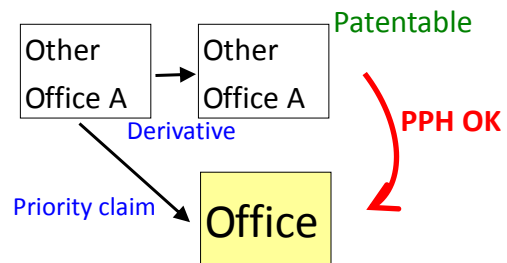 Patentable
Other
Office A
Other
Office A
Derivative
PPH OK
Priority claim
Office